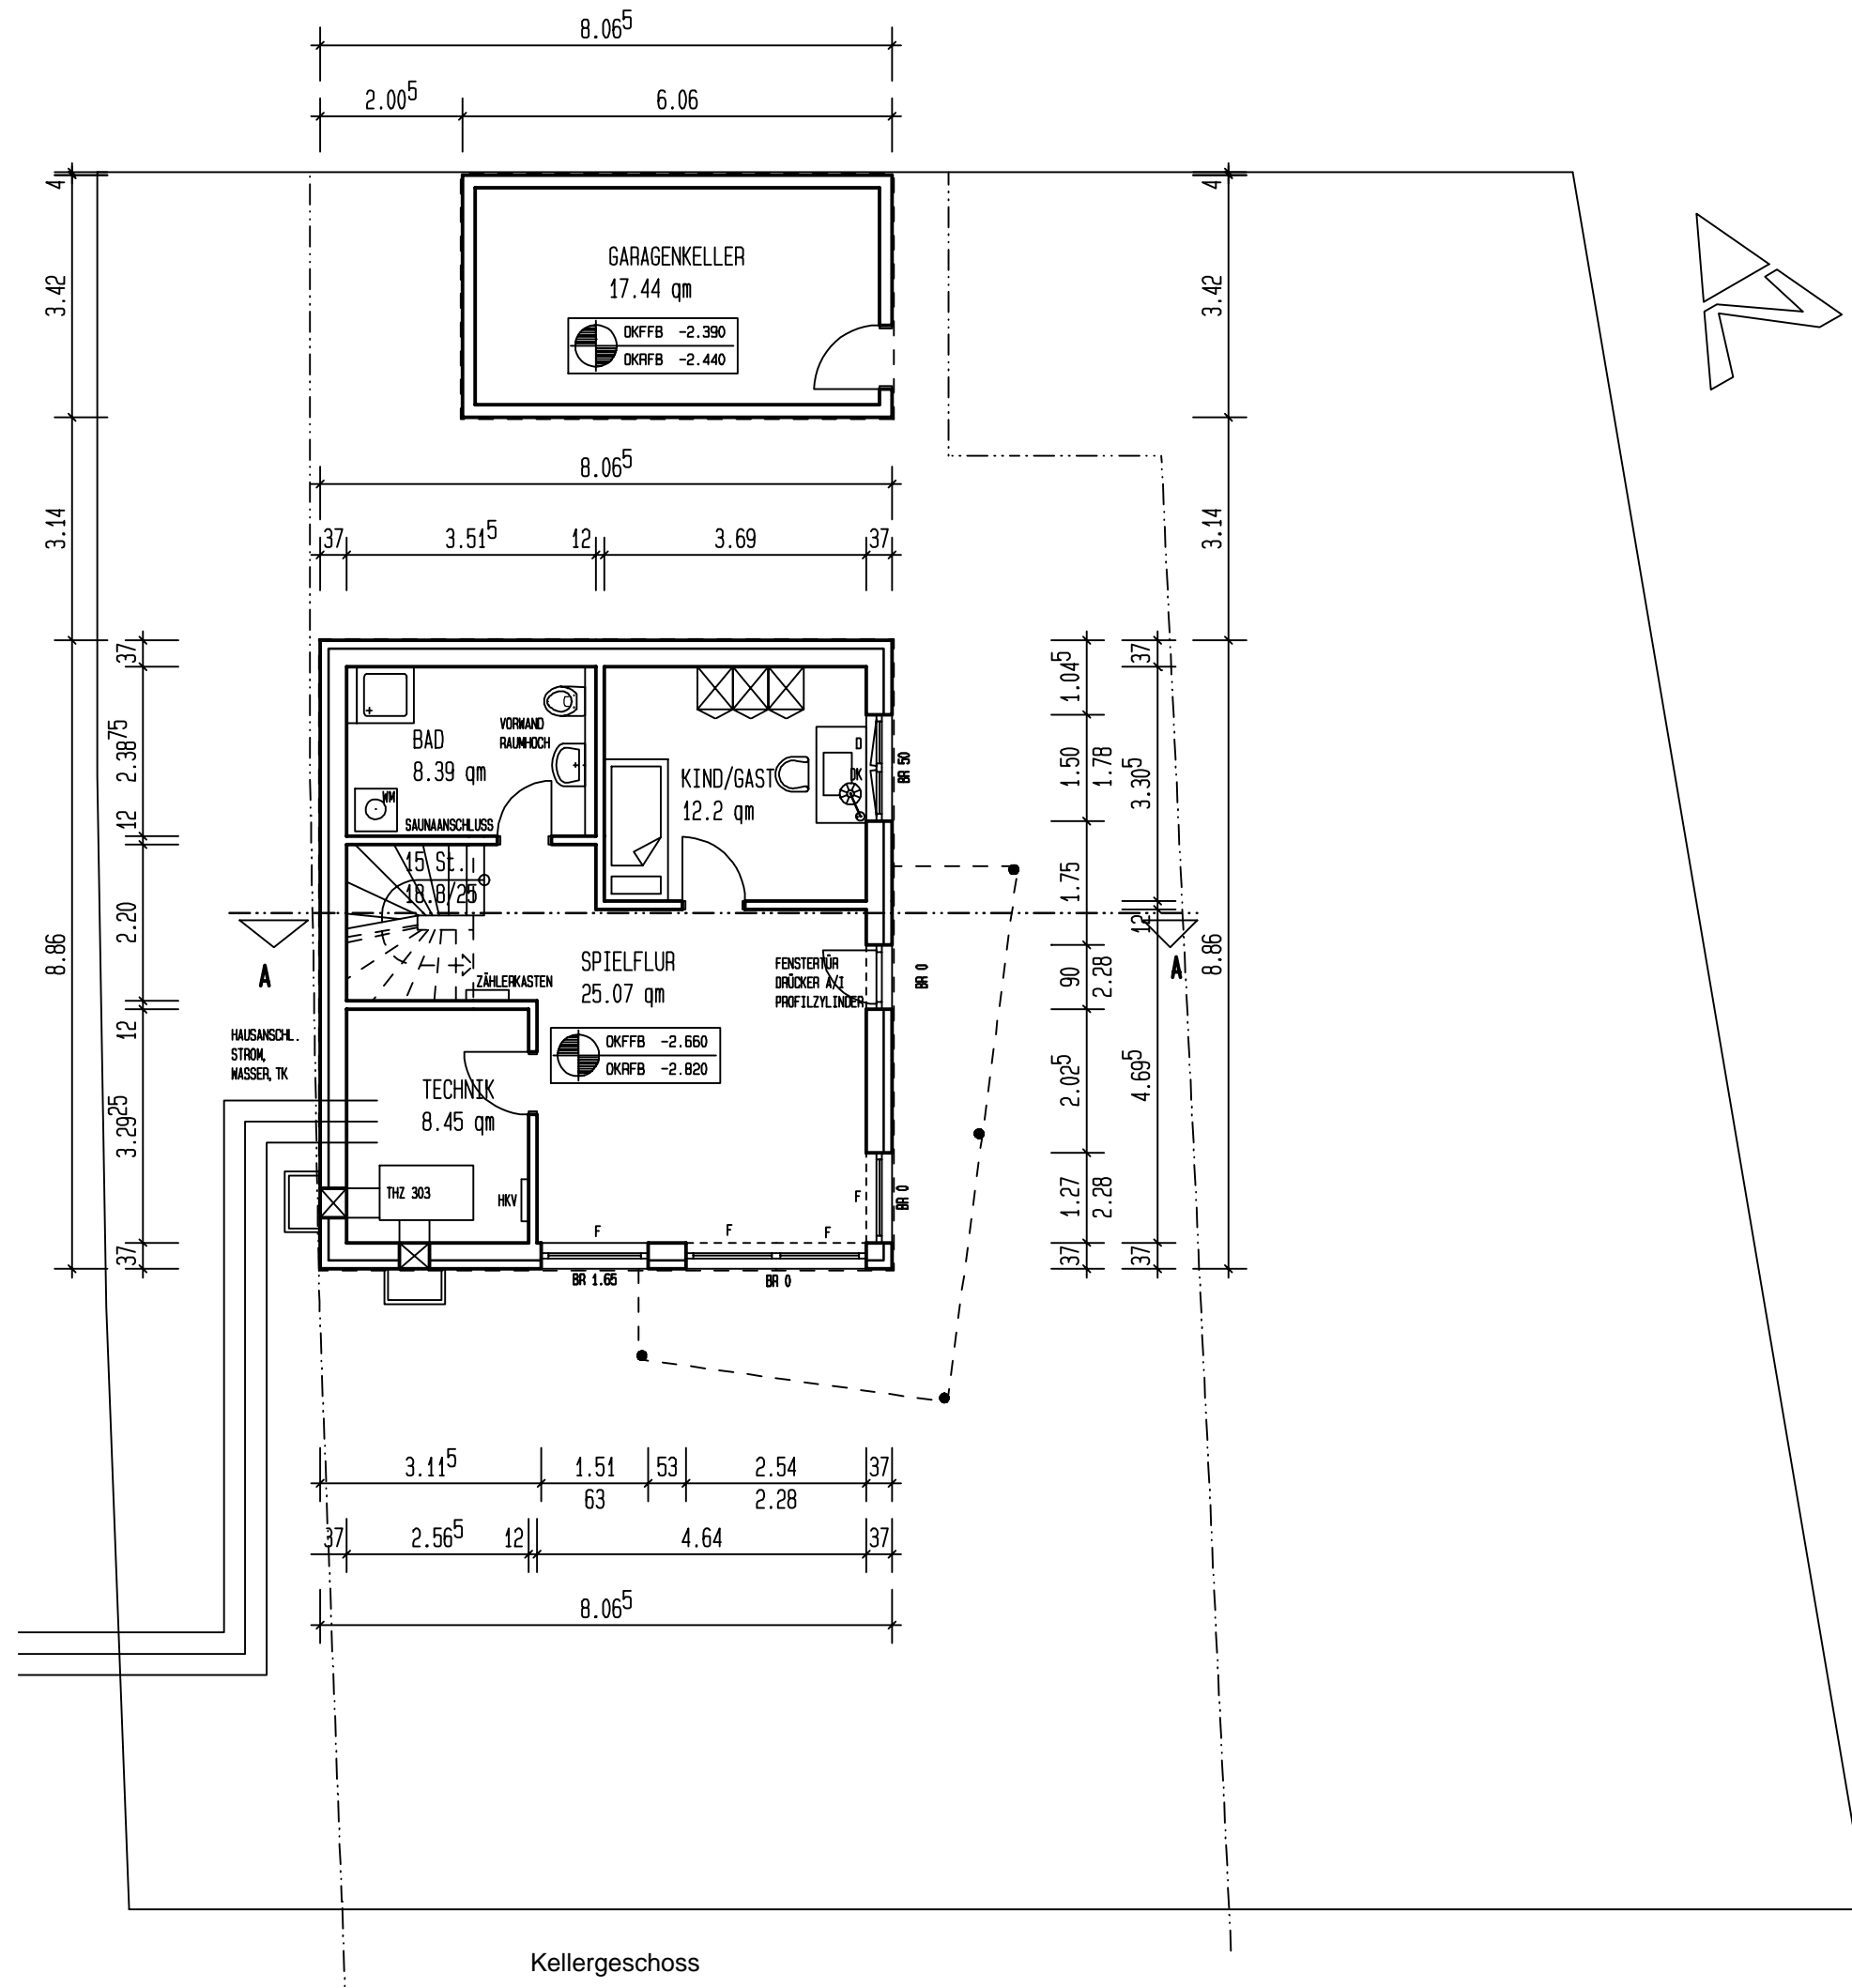 8.06⁵
2.00⁵ 6.06
4
4
3.42
3.42
GARAGENKELLER
17.44 qm
OKFFB -2.390
OKRFB -2.440
8.06⁵
3.14
3.14
37 3.51⁵ 12 3.69 37
37
2.38⁷⁵
12
2.20
12
3.29²⁵
37
8.86
BAD
8.39 qm
VORWAND
RAUMHOCH
WM
SAUNAANSCHLUSS
KIND/GAST
12.2 qm
D
DK
BR 50
15 St.
18.8/25
A
A
SPIELFLUR
25.07 qm
ZÄHLERKASTEN
FENSTERTÜR
DRÜCKER A/I
PROFILZYLINDER
BR 0
OKFFB -2.660
OKRFB -2.820
HAUSANSCHL.
STROM,
WASSER, TK
TECHNIK
8.45 qm
THZ 303
HKV
F
BR 0
F
F
F
BR 1.65
BR 0
1.04⁵
1.50
1.78
1.75
90
2.28
2.02⁵
1.27
2.28
37
37
3.30⁵
12
4.69⁵
37
8.86
3.11⁵ 1.51 53 2.54 37
63 2.28
37 2.56⁵ 12 4.64 37
8.06⁵
Kellergeschoss